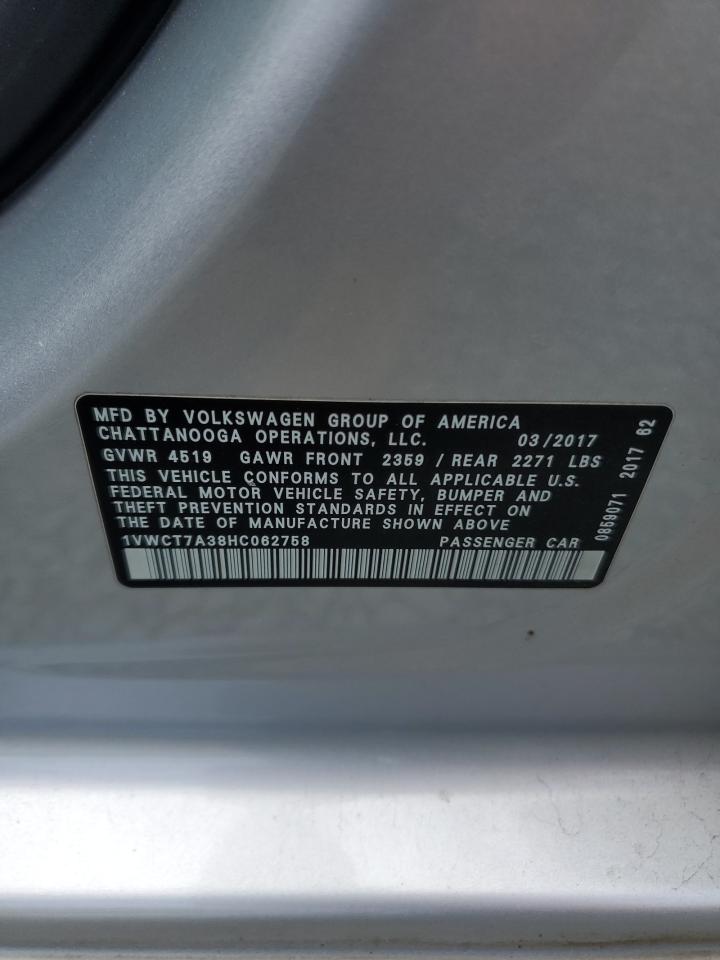 MFD BY VOLKSWAGEN GROUP OF AMERICA
CHATTANOOGA OPERATIONS, LLC. 03/2017
GVWR 4519 GAWR FRONT 2359 / REAR 2271 LBS
THIS VEHICLE CONFORMS TO ALL APPLICABLE U.S.
FEDERAL MOTOR VEHICLE SAFETY, BUMPER AND
THEFT PREVENTION STANDARDS IN EFFECT ON
THE DATE OF MANUFACTURE SHOWN ABOVE
1VWCT7A38HC062758 PASSENGER CAR
0859071 2017 62